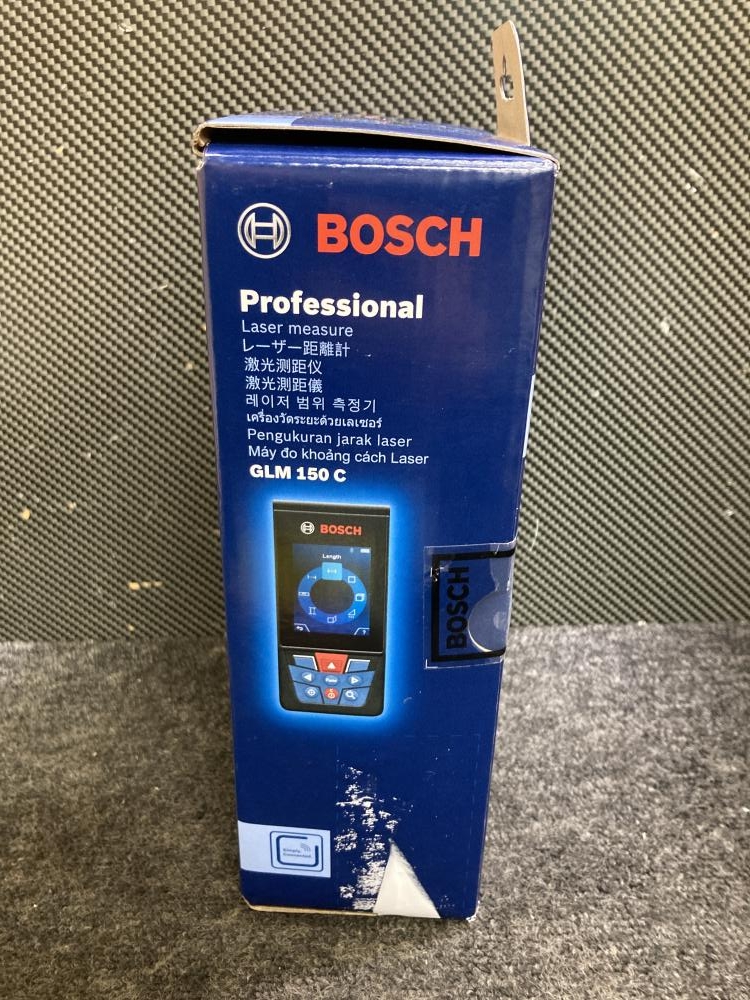 BOSCH
Professional
Laser measure
レーザー距離計
激光测距仪
激光測距儀
레이저 범위 측정기
เครื่องวัดระยะด้วยเลเซอร์
Pengukuran jarak laser
Máy đo khoảng cách Laser
GLM 150 C
BOSCH
Length
Func
BOSCH
Simply
Connected